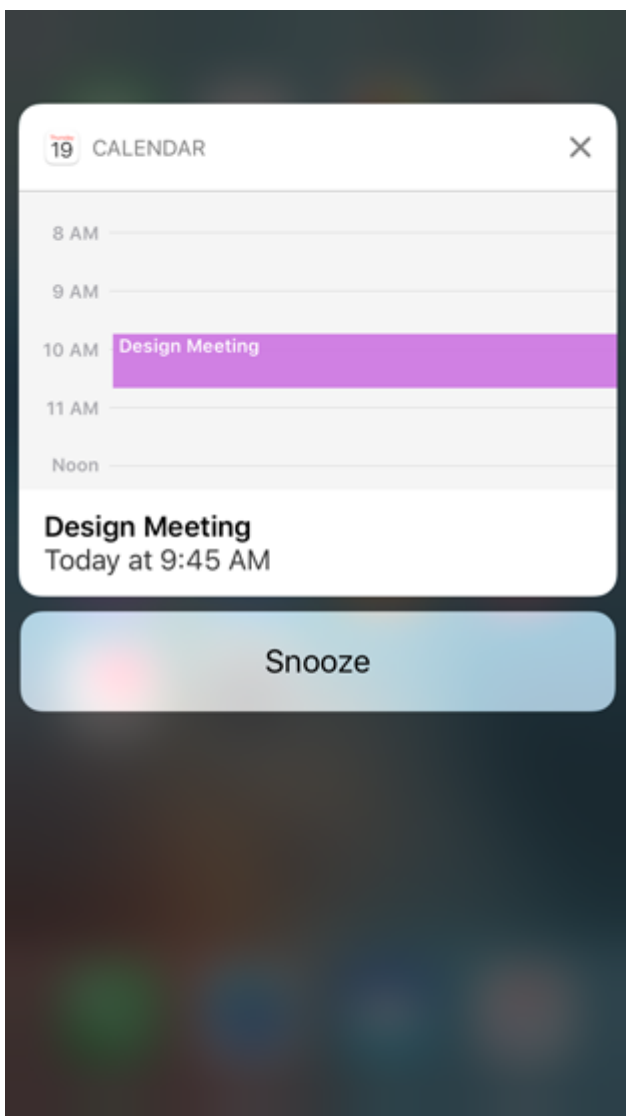 Thursday
19 CALENDAR
8 AM
9 AM
10 AM Design Meeting
11 AM
Noon
Design Meeting
Today at 9:45 AM
Snooze